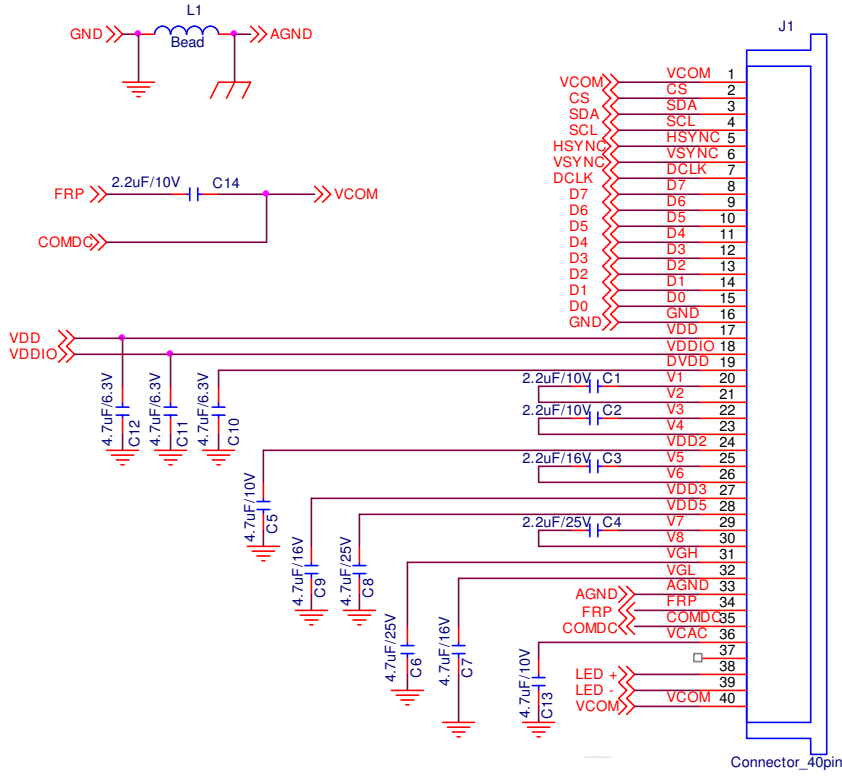 L1
GND
AGND
Bead
J1
VCOM VCOM 1
CS CS 2
SDA SDA 3
SCL SCL 4
HSYNC HSYNC 5
VSYNC VSYNC 6
DCLK DCLK 7
D7 D7 8
D6 D6 9
D5 D5 10
D4 D4 11
D3 D3 12
D2 D2 13
D1 D1 14
D0 D0 15
GND GND 16
2.2uF/10V C14
FRP
VCOM
COMDC
VDD VDD 17
VDDIO VDDIO 18
DVDD 19
2.2uF/10V C1 V1 20
V2 21
2.2uF/10V C2 V3 22
V4 23
VDD2 24
2.2uF/16V C3 V5 25
V6 26
VDD3 27
VDD5 28
2.2uF/25V C4 V7 29
V8 30
VGH 31
VGL 32
AGND AGND 33
FRP FRP 34
COMDC COMDC 35
VCAC 36
37
LED + 38
LED - 39
VCOM VCOM 40
4.7uF/6.3V C12
4.7uF/6.3V C11
4.7uF/6.3V C10
4.7uF/10V C5
4.7uF/16V C9
4.7uF/25V C8
4.7uF/25V C6
4.7uF/16V C7
4.7uF/10V C13
Connector_40pin